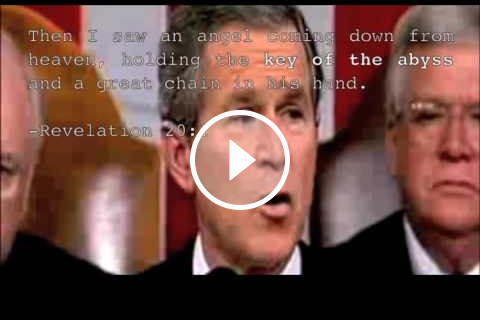 Then I saw an angel coming down from
heaven, holding the key of the abyss
and a great chain in his hand.
-Revelation 20:1